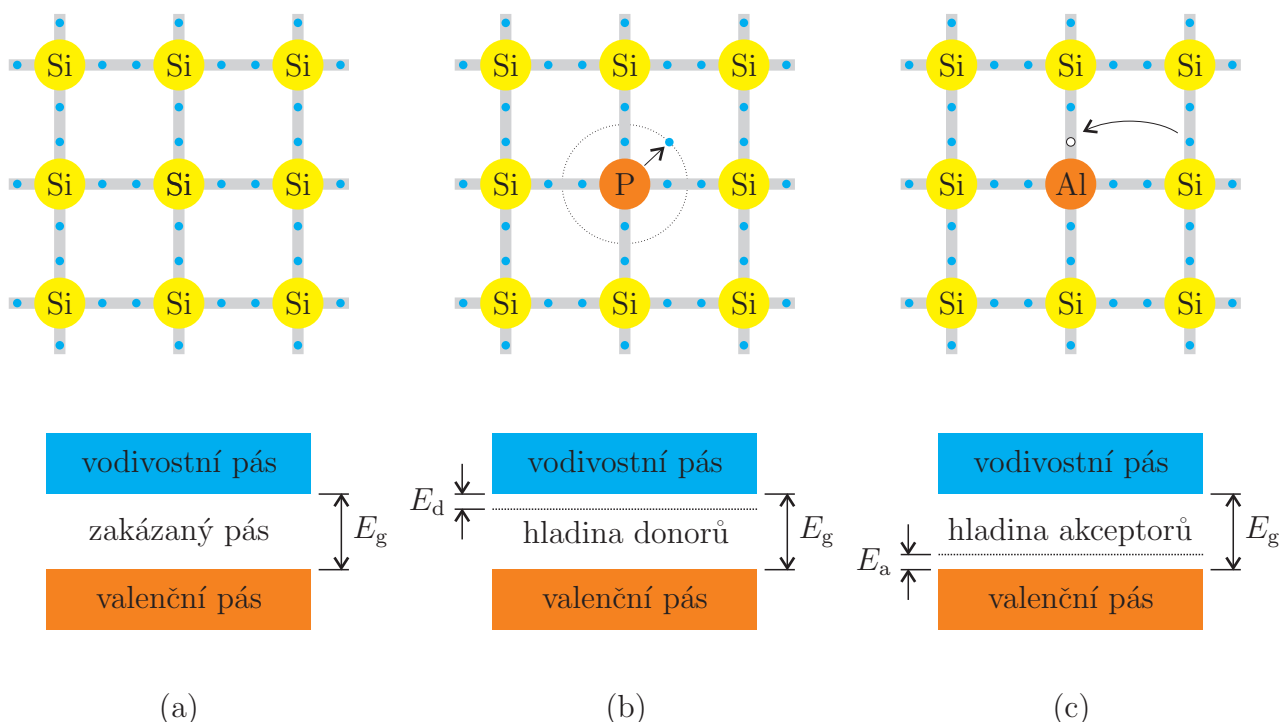 Si Si Si
Si Si Si
Si Si Si
Si Si Si
Si P Si
Si Si Si
Si Si Si
Si Al Si
Si Si Si
vodivostní pás
zakázaný pás
E_g
valenční pás
vodivostní pás
E_d
hladina donorů
E_g
valenční pás
vodivostní pás
hladina akceptorů
E_g
E_a
valenční pás
(a)
(b)
(c)